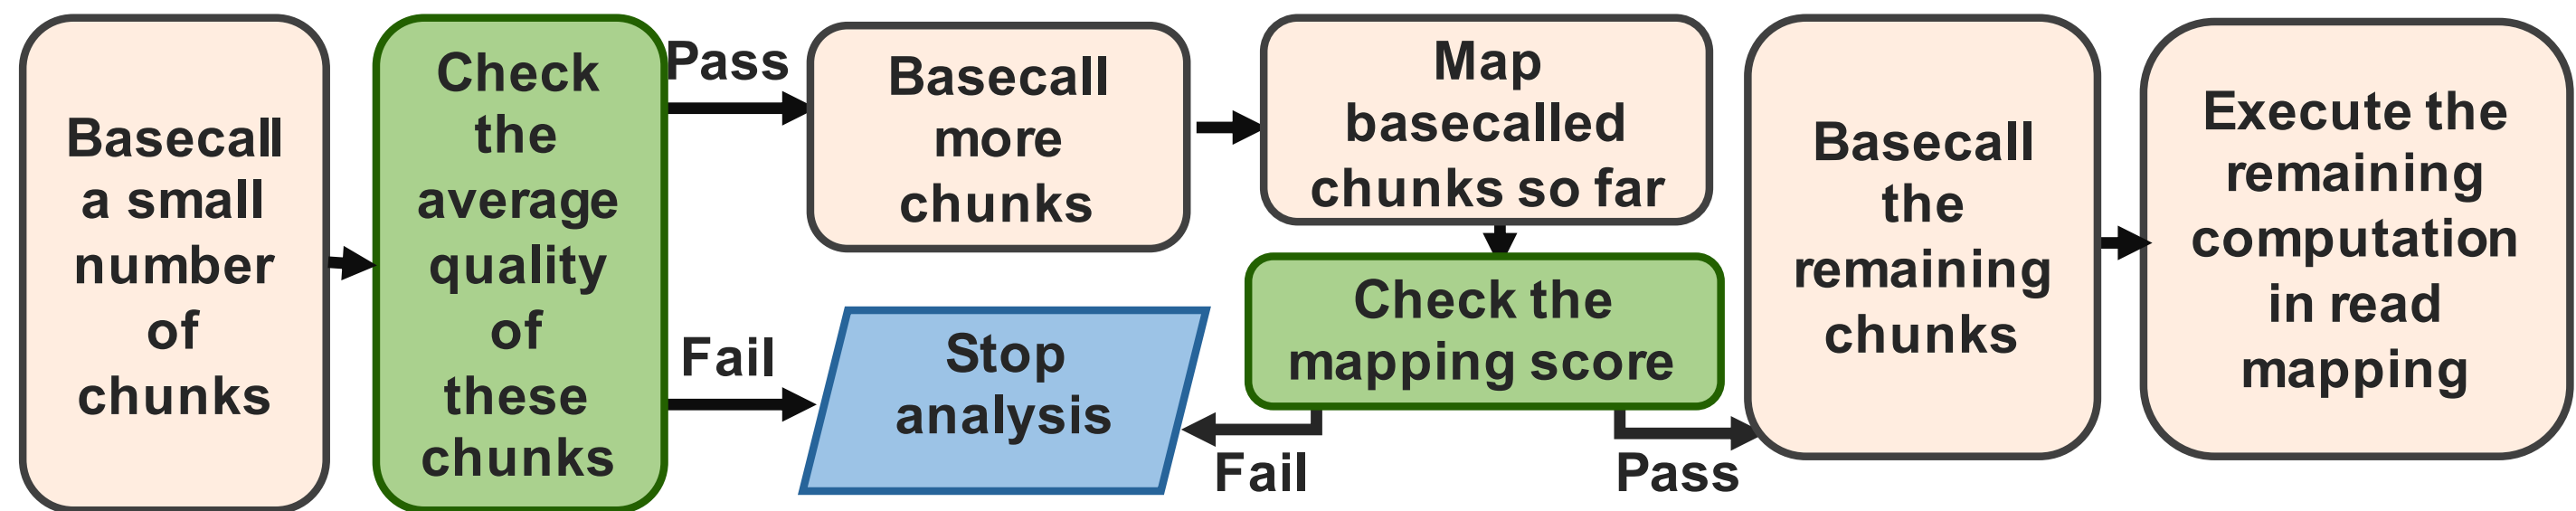 Basecall
a small
number
of
chunks
Check
the
average
quality
of
these
chunks
Pass
Fail
Basecall
more
chunks
Stop
analysis
Map
basecalled
chunks so far
Check the
mapping score
Fail
Pass
Basecall
the
remaining
chunks
Execute the
remaining
computation
in read
mapping